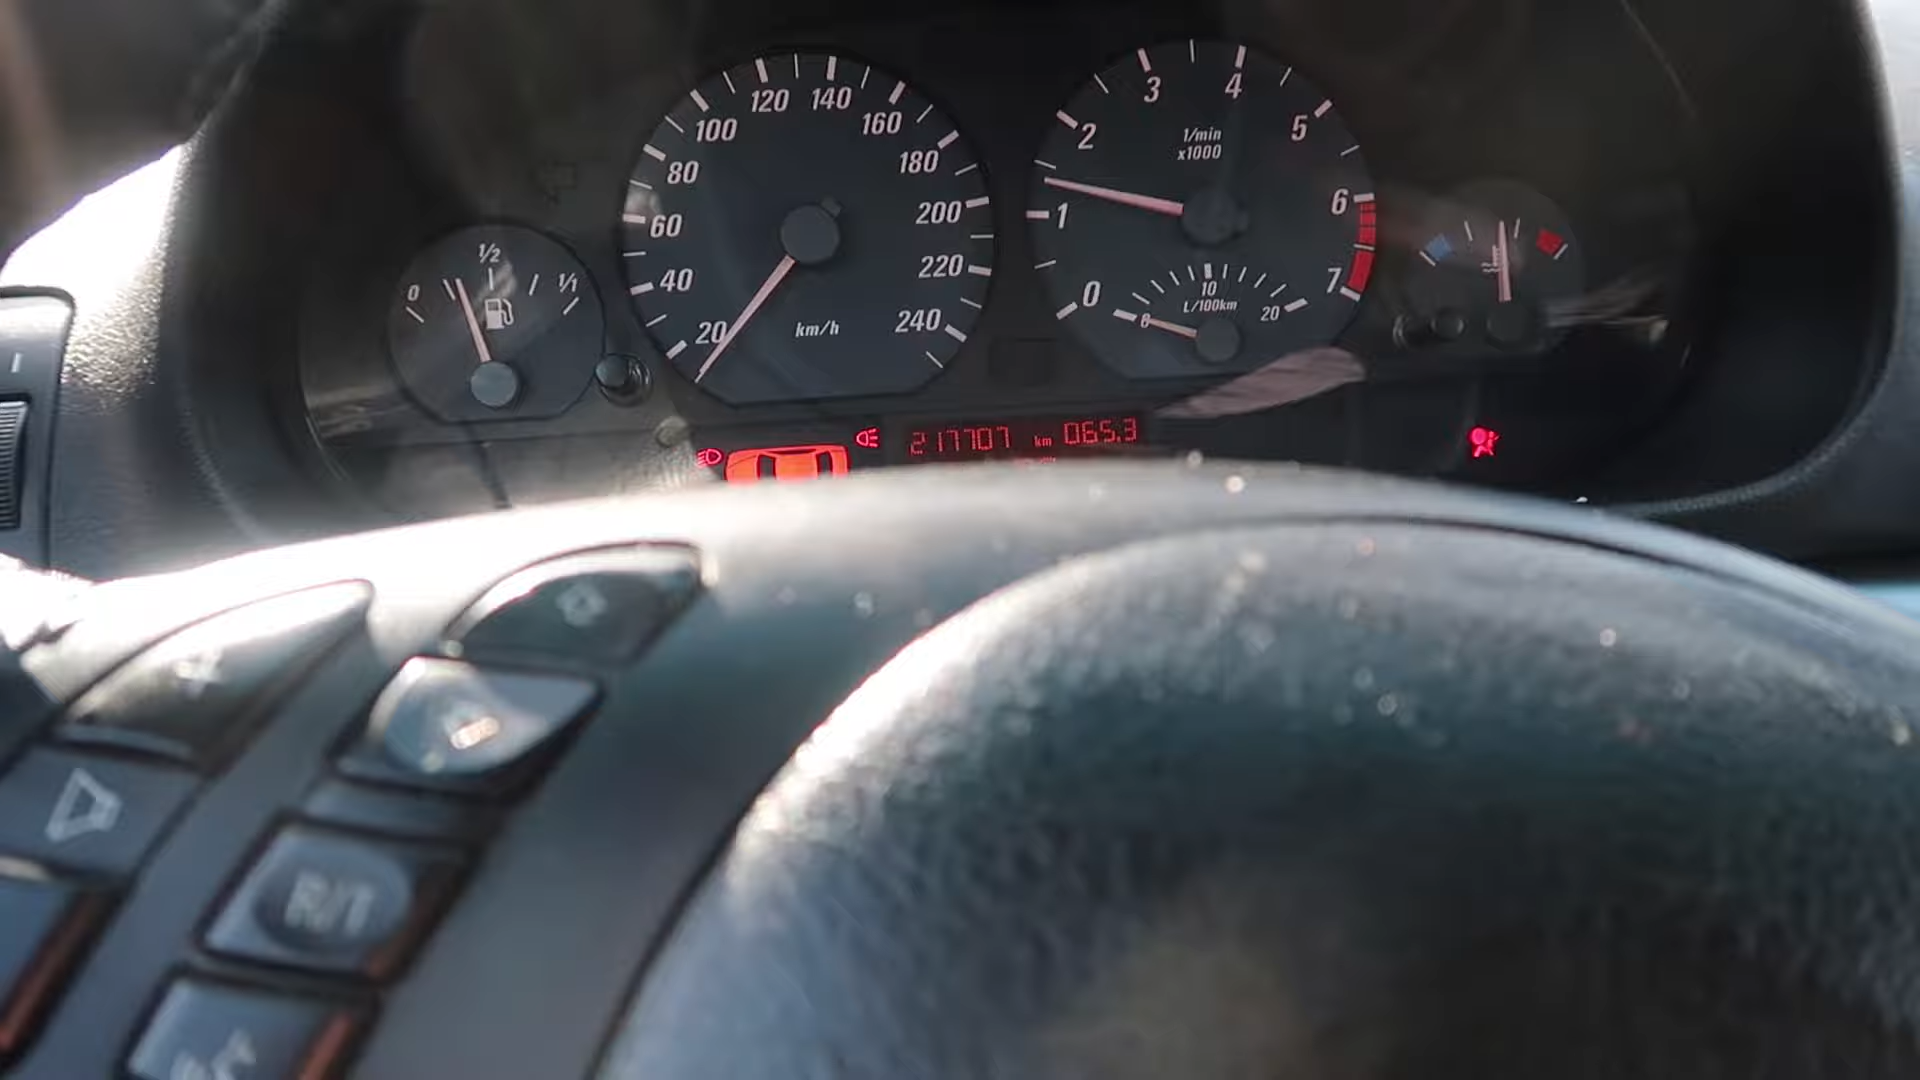 0 1/2 1/1
20 40 60 80 100 120 140 160 180 200 220 240
km/h
0 1 2 3 4 5 6 7
1/min
x1000
10 20
L/100km
217707 km 065.3
R/T